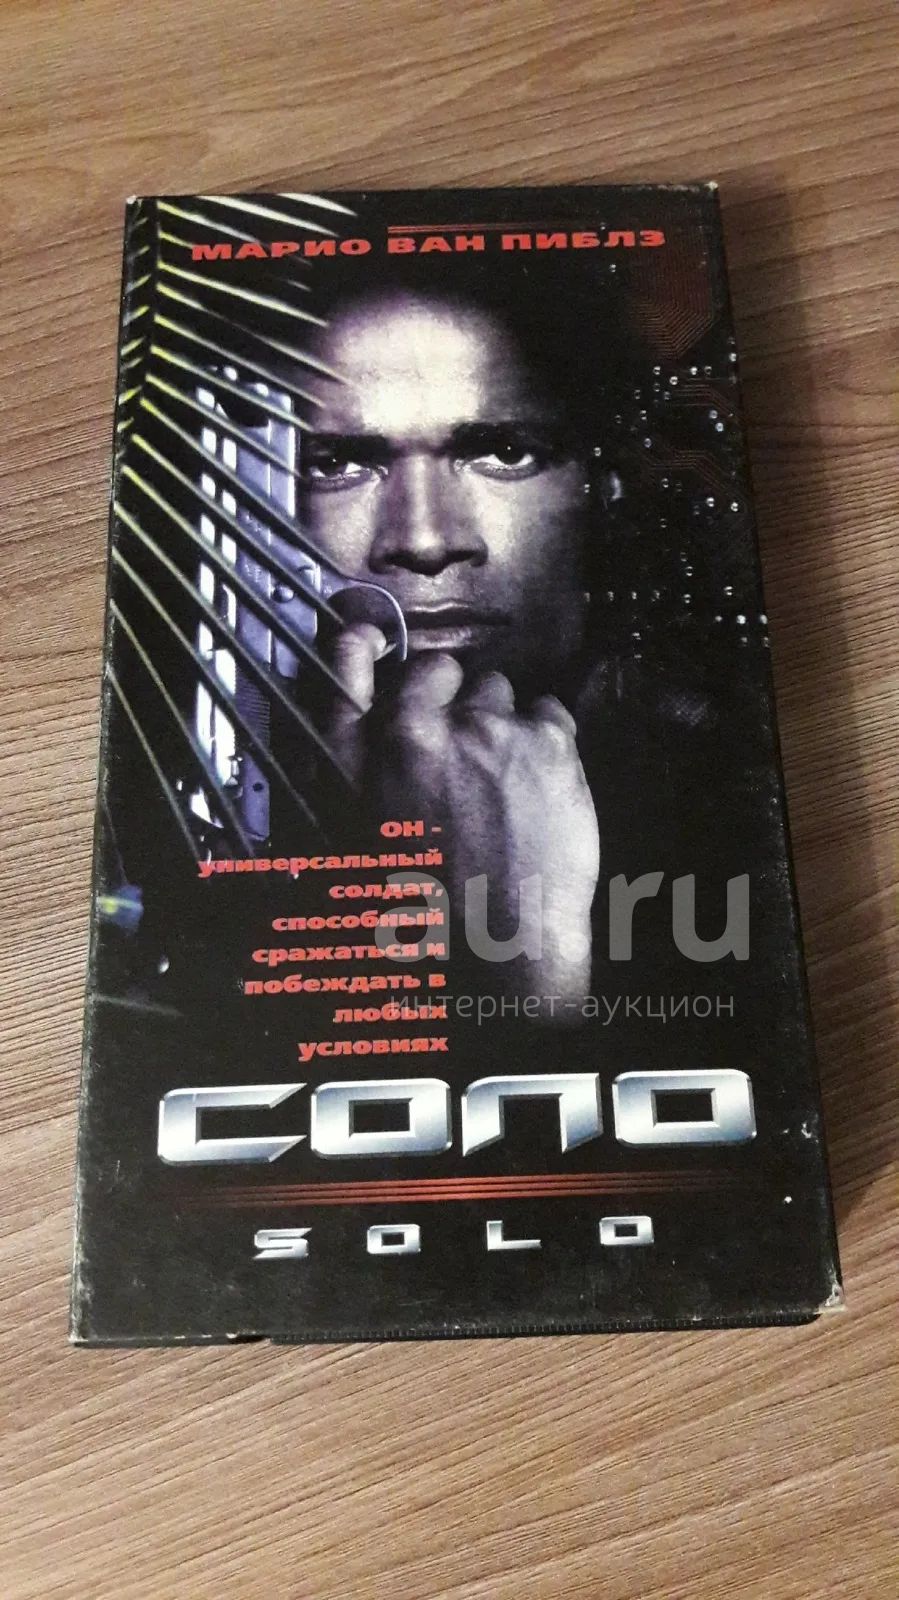 МАРИО ВАН ПИБЛЗ
ОН -
универсальный
солдат,
способный
сражаться и
побеждать в
любых
условиях
au.ru
интернет-аукцион
СОЛО
SOLO